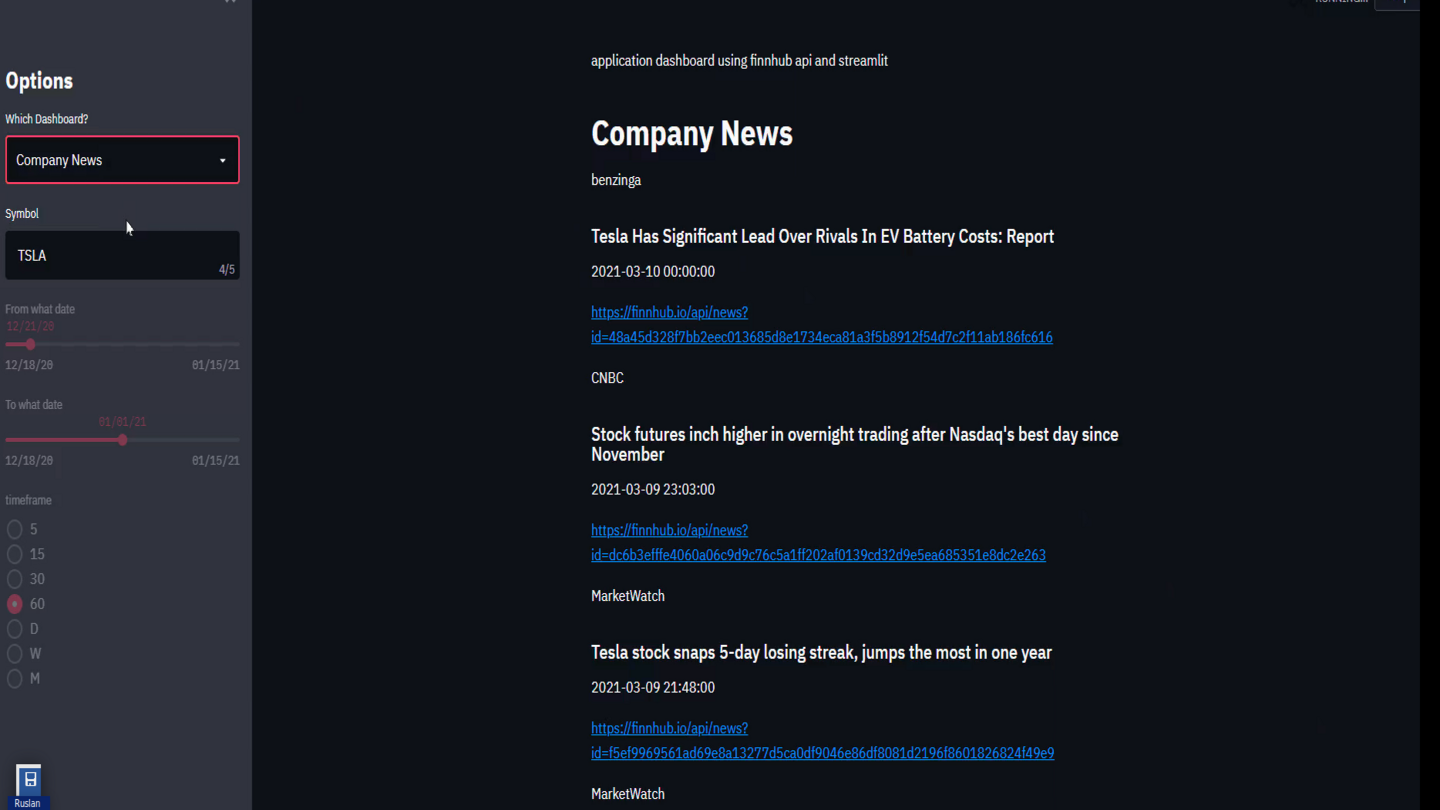 Options
Which Dashboard?
Company News
Symbol
TSLA
4/5
From what date
12/21/20
12/18/20 01/15/21
To what date
01/01/21
12/18/20 01/15/21
timeframe
5
15
30
60
D
W
M
Ruslan
application dashboard using finnhub api and streamlit
Company News
benzinga
Tesla Has Significant Lead Over Rivals In EV Battery Costs: Report
2021-03-10 00:00:00
https://finnhub.io/api/news?
id=48a45d328f7bb2eec013685d8e1734eca81a3f5b8912f54d7c2f11ab186fc616
CNBC
Stock futures inch higher in overnight trading after Nasdaq's best day since
November
2021-03-09 23:03:00
https://finnhub.io/api/news?
id=dc6b3efffe4060a06c9d9c76c5a1ff202af0139cd32d9e5ea685351e8dc2e263
MarketWatch
Tesla stock snaps 5-day losing streak, jumps the most in one year
2021-03-09 21:48:00
https://finnhub.io/api/news?
id=f5ef9969561ad69e8a13277d5ca0df9046e86df8081d2196f8601826824f49e9
MarketWatch